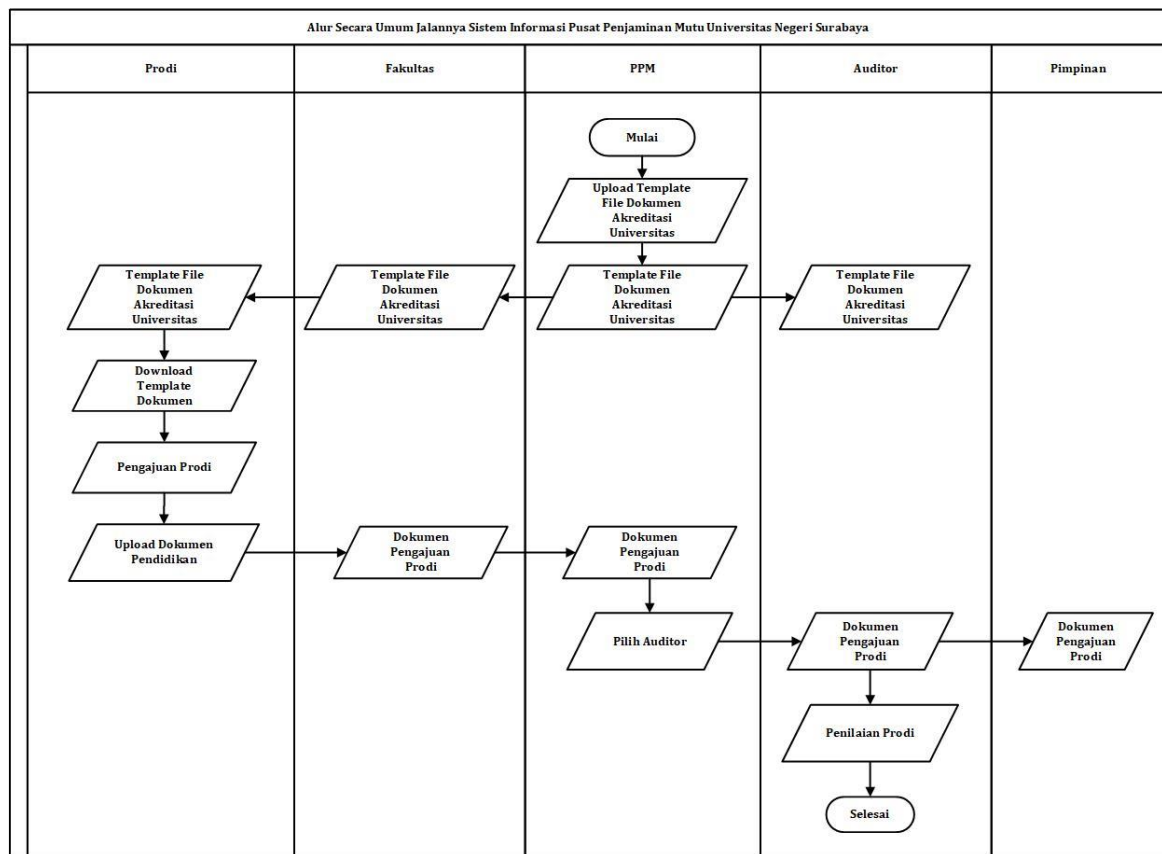 Alur Secara Umum Jalannya Sistem Informasi Pusat Penjaminan Mutu Universitas Negeri Surabaya
Prodi
Fakultas
PPM
Auditor
Pimpinan
Mulai
Upload Template
File Dokumen
Akreditasi
Universitas
Template File
Dokumen
Akreditasi
Universitas
Template File
Dokumen
Akreditasi
Universitas
Template File
Dokumen
Akreditasi
Universitas
Template File
Dokumen
Akreditasi
Universitas
Download
Template
Dokumen
Pengajuan Prodi
Upload Dokumen
Pendidikan
Dokumen
Pengajuan
Prodi
Dokumen
Pengajuan
Prodi
Pilih Auditor
Dokumen
Pengajuan
Prodi
Dokumen
Pengajuan
Prodi
Penilaian Prodi
Selesai